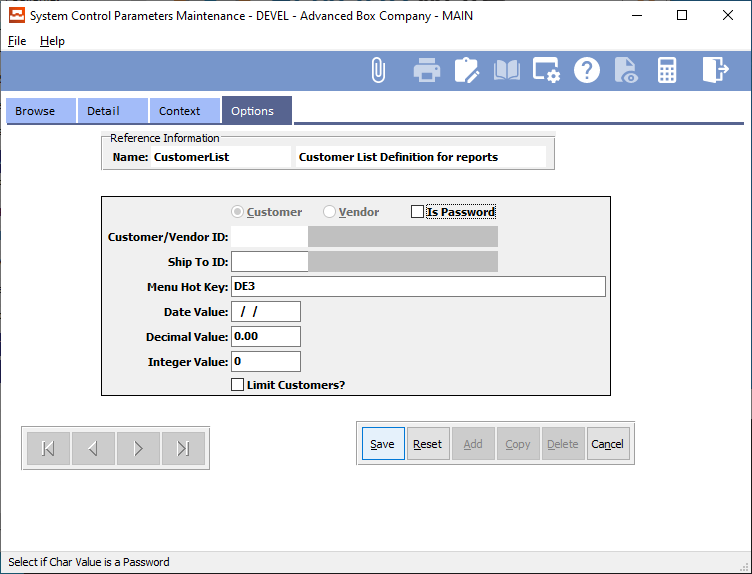 System Control Parameters Maintenance - DEVEL - Advanced Box Company - MAIN
File Help
Browse Detail Context Options
Reference Information
Name: CustomerList Customer List Definition for reports
Customer Vendor Is Password
Customer/Vendor ID:
Ship To ID:
Menu Hot Key: DE3
Date Value: / /
Decimal Value: 0.00
Integer Value: 0
Limit Customers?
Save Reset Add Copy Delete Cancel
Select if Char Value is a Password